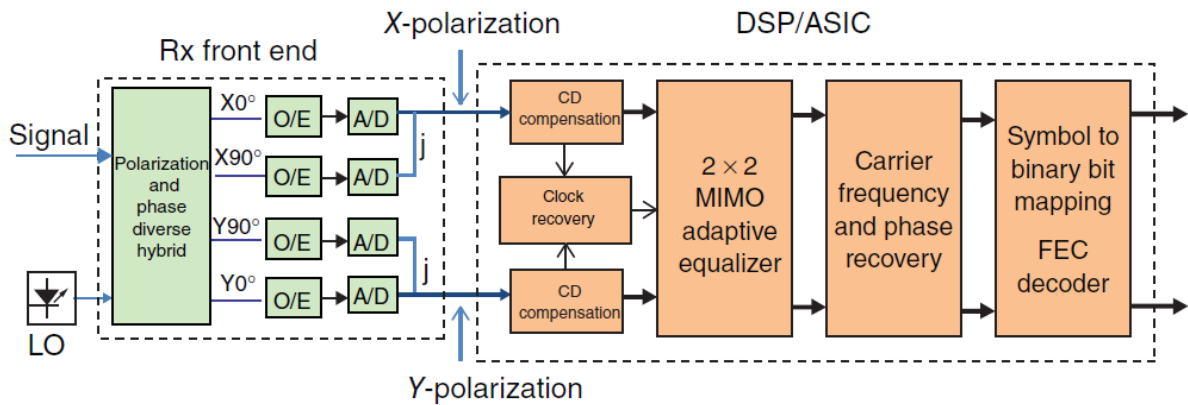 X-polarization
DSP/ASIC
Rx front end
Signal
LO
Polarization
and
phase
diverse
hybrid
X0°
O/E
A/D
X90°
O/E
A/D
j
Y90°
O/E
A/D
j
Y0°
O/E
A/D
Y-polarization
CD
compensation
Clock
recovery
CD
compensation
2 × 2
MIMO
adaptive
equalizer
Carrier
frequency
and phase
recovery
Symbol to
binary bit
mapping
FEC
decoder